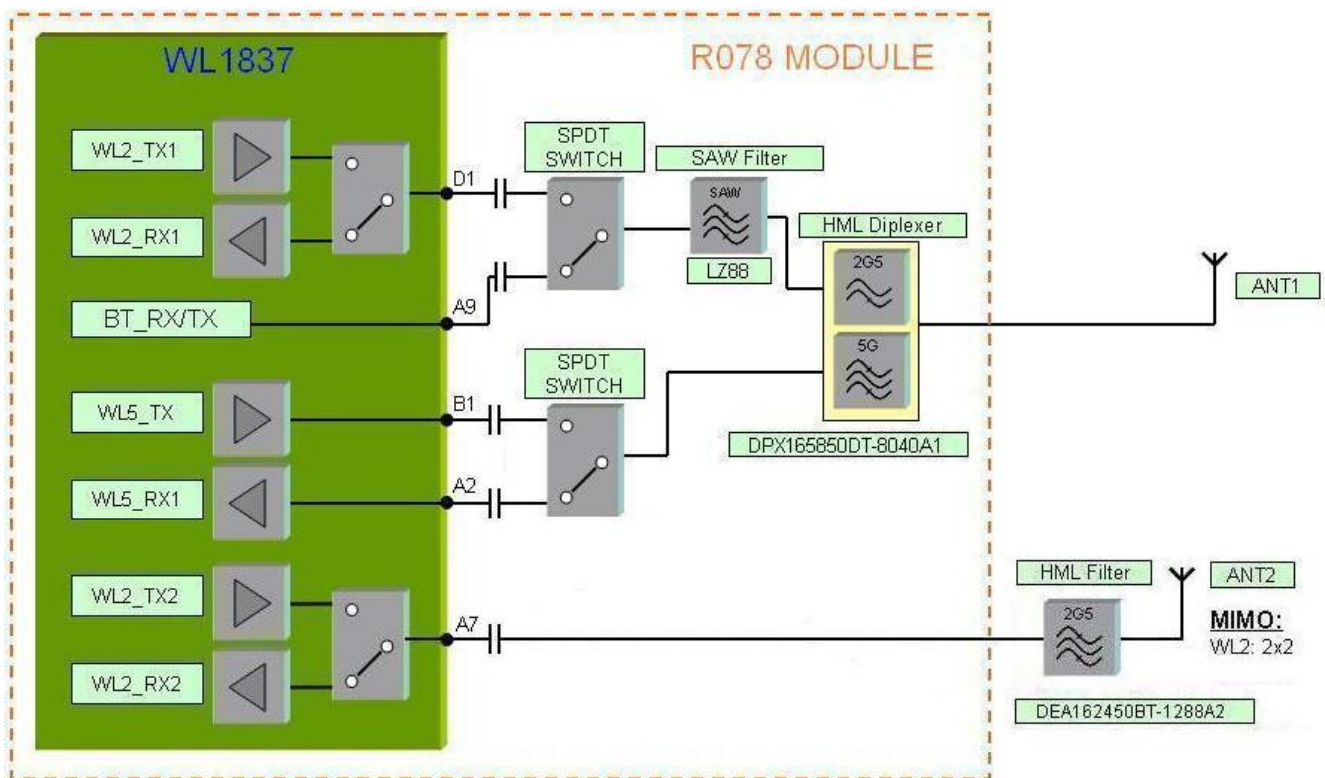 WL1837
R078 MODULE
WL2_TX1
WL2_RX1
BT_RX/TX
WL5_TX
WL5_RX1
WL2_TX2
WL2_RX2
D1
A9
B1
A2
A7
SPDT
SWITCH
SAW Filter
SAW
LZ88
HML Diplexer
2G5
5G
DPX165850DT-8040A1
SPDT
SWITCH
ANT1
HML Filter
2G5
ANT2
MIMO:
WL2: 2x2
DEA162450BT-1288A2